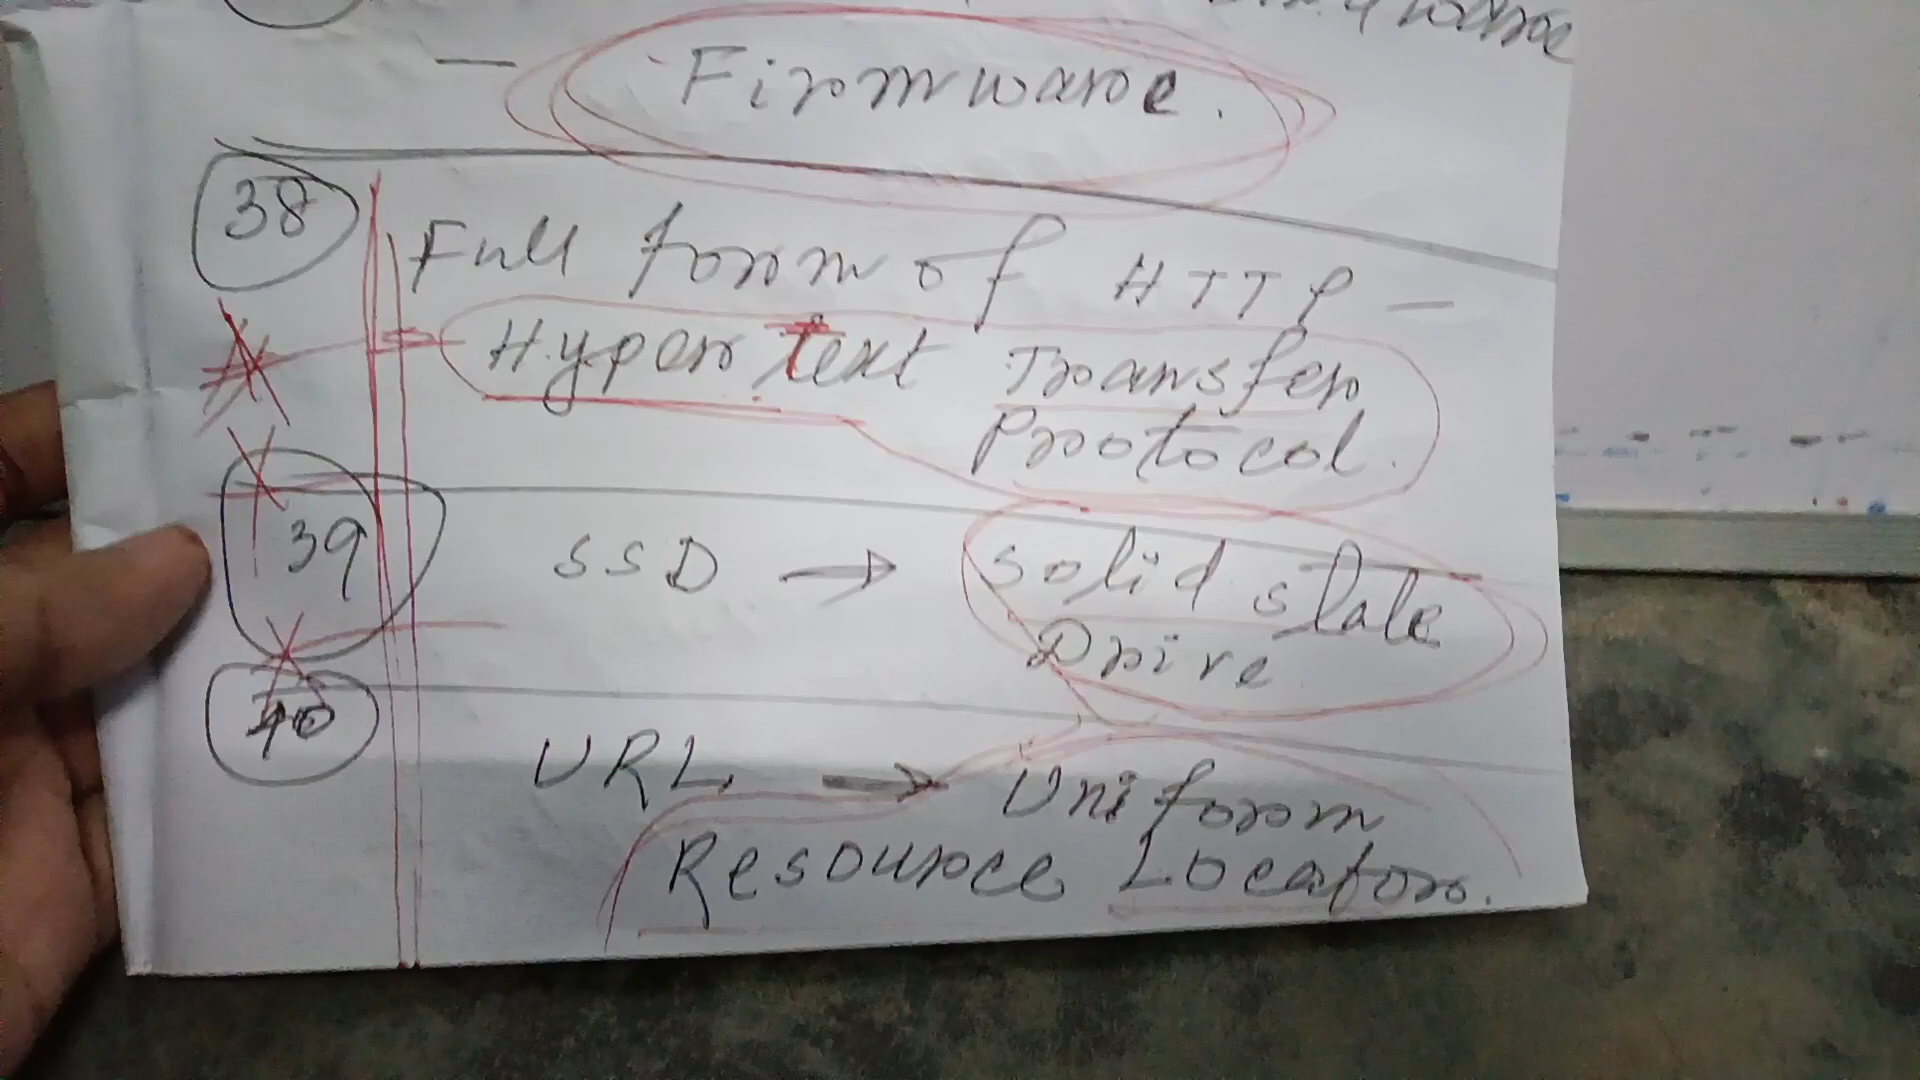 — Firmware.
38 Full form of HTTP —
Hyper text Transfer
Protocol.
39 SSD → Solid State
Drive
40 URL → Uniform
Resource Locator.